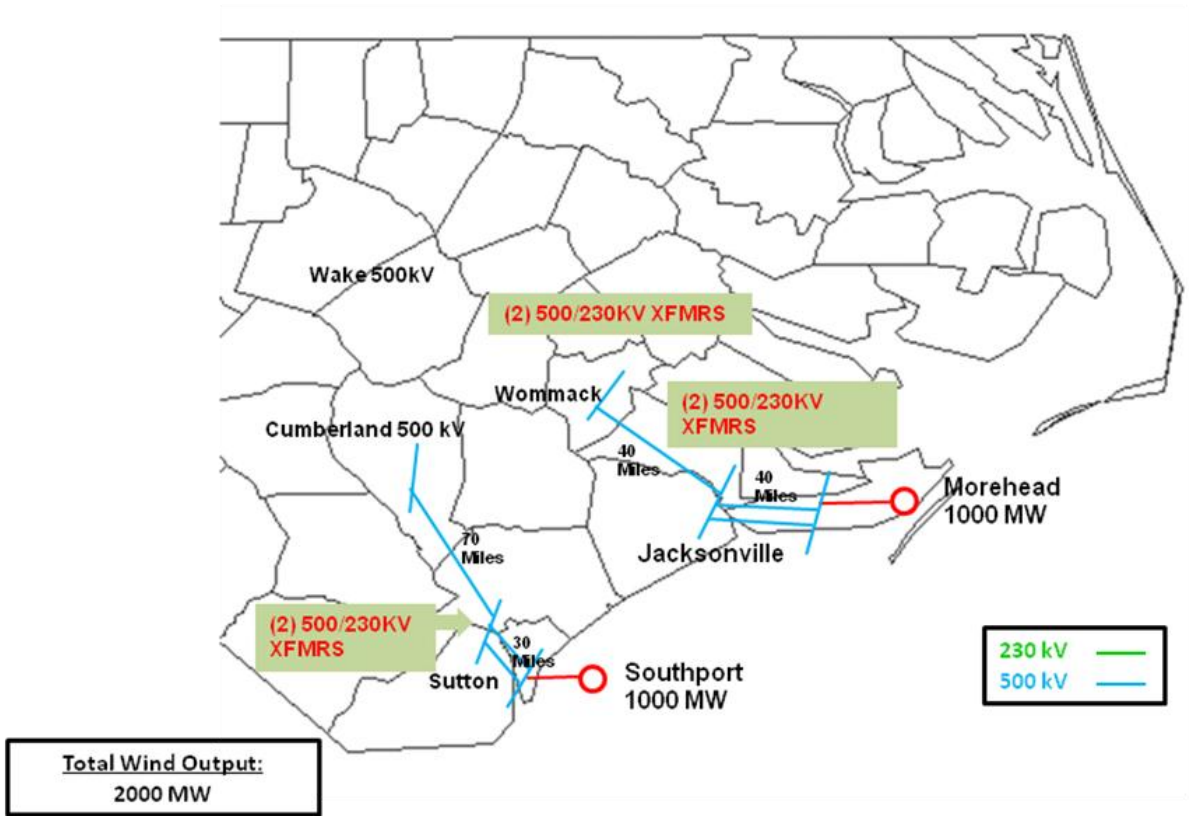 Wake 500kV
(2) 500/230KV XFMRS
Wommack
(2) 500/230KV
XFMRS
Cumberland 500 kV
40
Miles
40
Miles
Morehead
1000 MW
Jacksonville
70
Miles
(2) 500/230KV
XFMRS
30
Miles
Sutton
Southport
1000 MW
230 kV
500 kV
Total Wind Output:
2000 MW